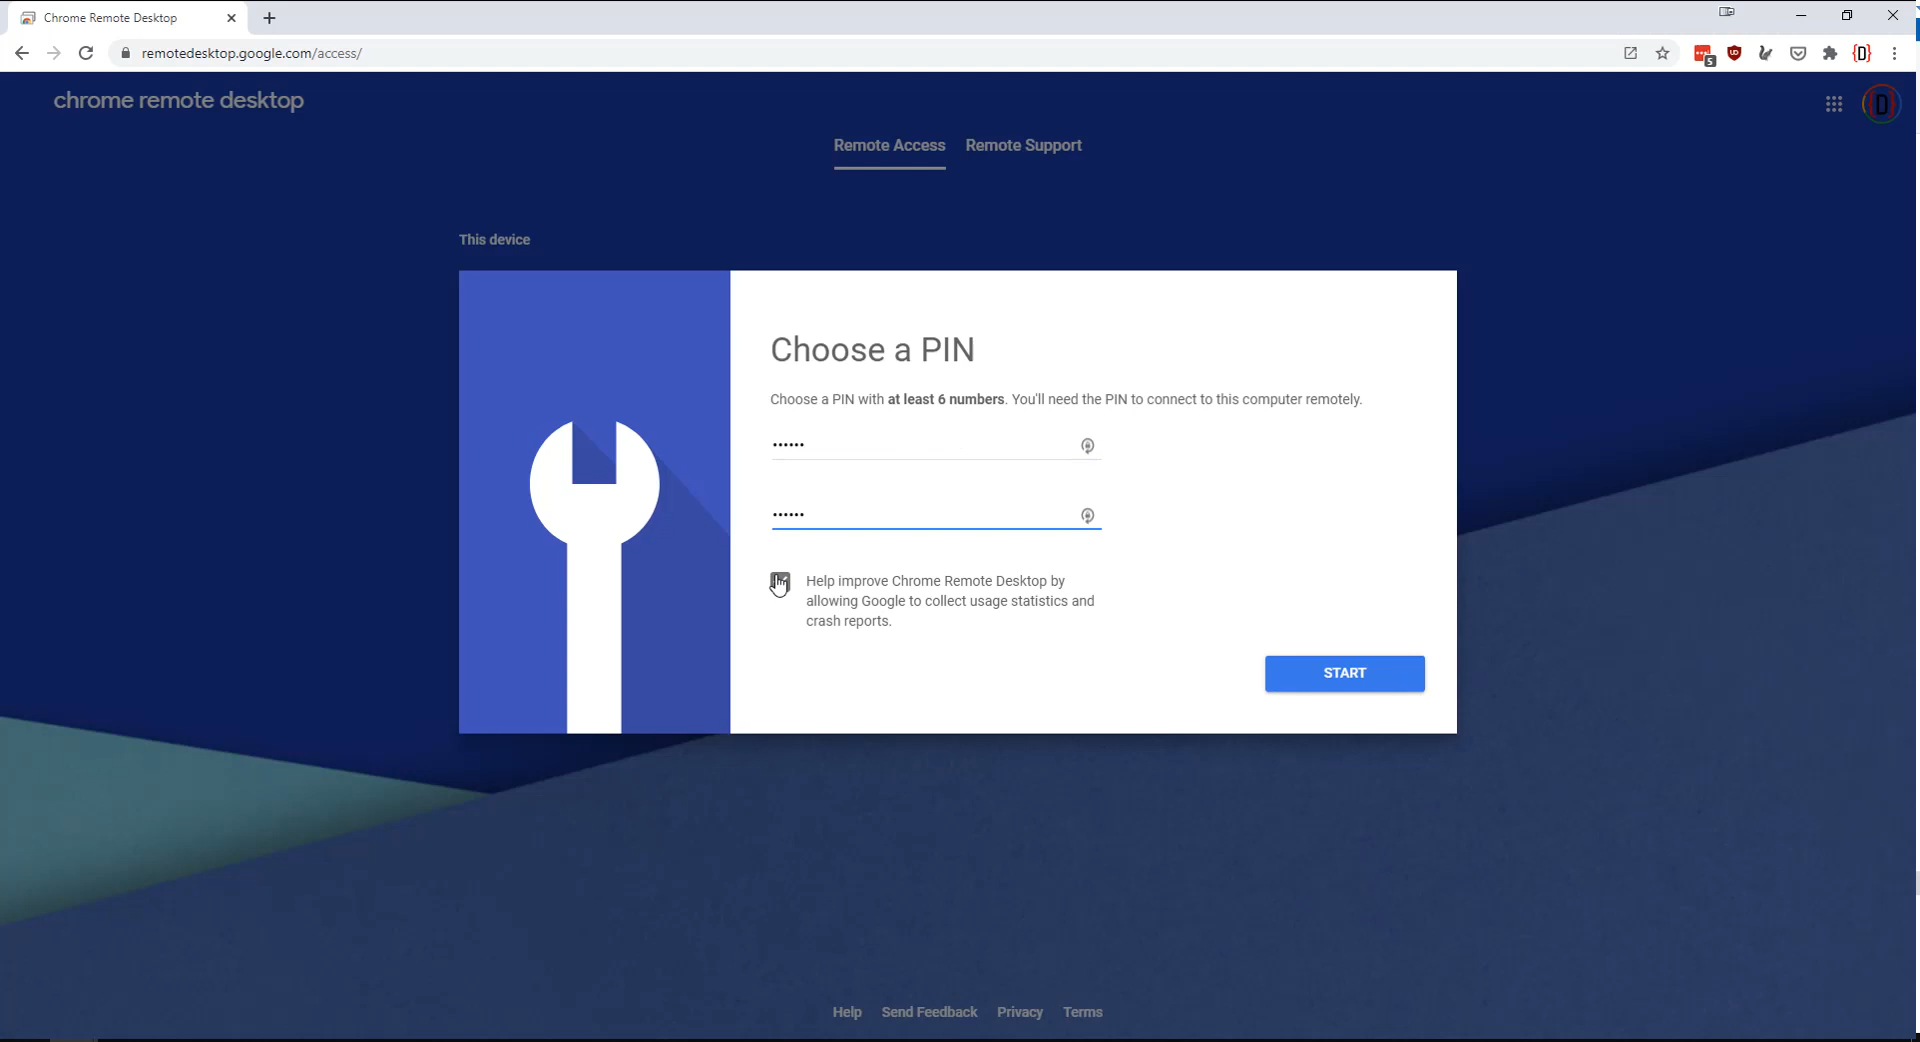 Chrome Remote Desktop
remotedesktop.google.com/access/
5
{D}
chrome remote desktop
D
Remote Access Remote Support
This device
Choose a PIN
Choose a PIN with at least 6 numbers. You'll need the PIN to connect to this computer remotely.
••••••
••••••
Help improve Chrome Remote Desktop by
allowing Google to collect usage statistics and
crash reports.
START
Help Send Feedback Privacy Terms